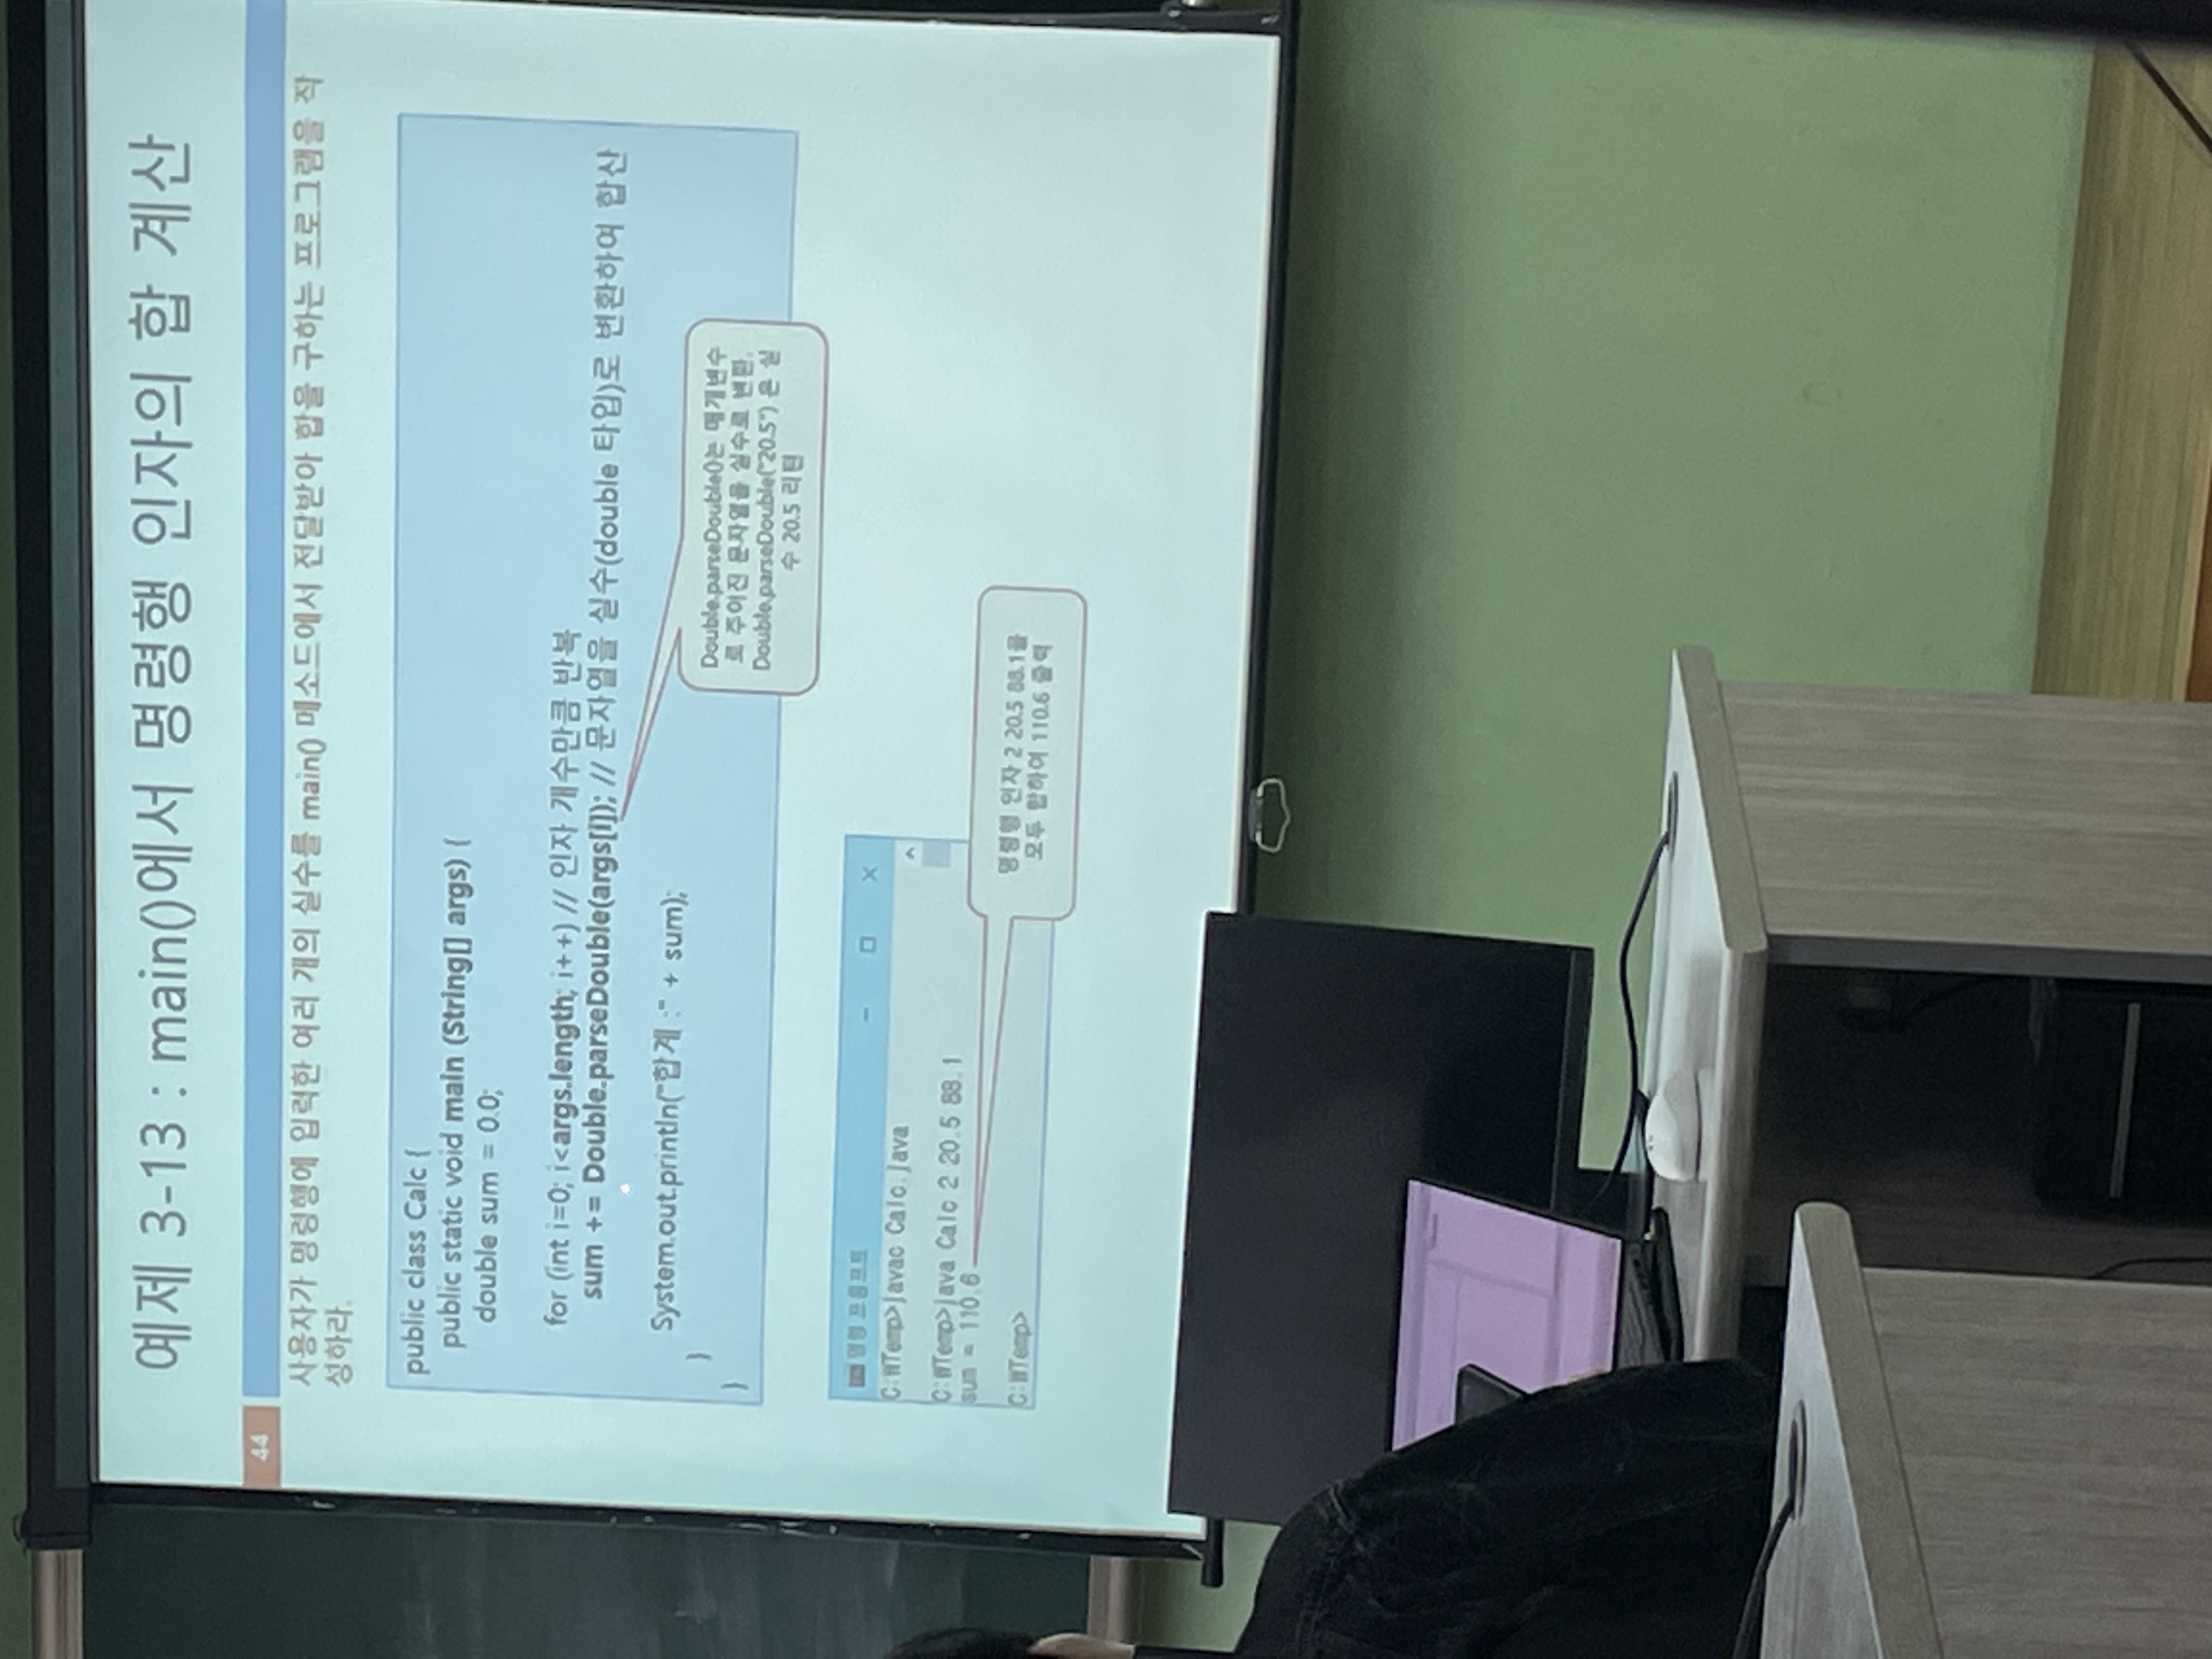 예제 3-13 : main()에서 명령행 인자의 합 계산
44
사용자가 명령행에 입력한 여러 개의 실수를 main() 메소드에서 전달받아 합을 구하는 프로그램을 작
성하라.
public class Calc {
public static void main (String[] args) {
double sum = 0.0;
for (int i=0; i<args.length; i++) // 인자 개수만큼 반복
sum += Double.parseDouble(args[i]); // 문자열을 실수(double 타입)로 변환하여 합산
System.out.println("합계 :" + sum);
}
}
Double.parseDouble()는 매개변수
로 주어진 문자열을 실수로 변환.
Double.parseDouble("20.5") 은 실
수 20.5 리턴
명령 프롬프트
C:₩Temp>javac Calc.java
C:₩Temp>java Calc 2 20.5 88.1
sum = 110.6
C:₩Temp>
명령행 인자 2 20.5 88.1을
모두 합하여 110.6 출력